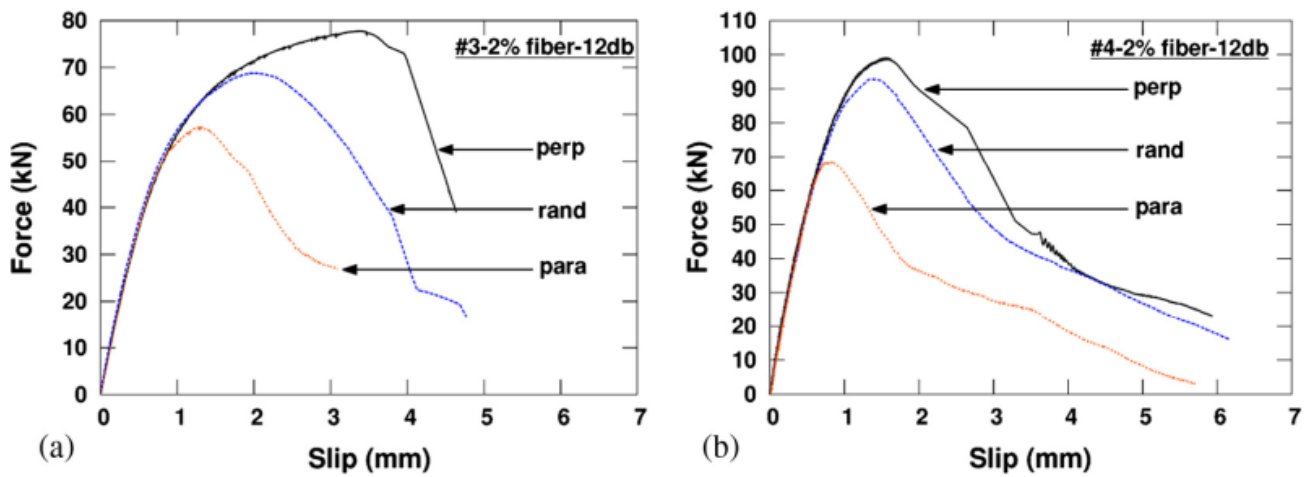 80
70
60
50
40
30
20
10
0
Force (kN)
#3-2% fiber-12db
perp
rand
para
0 1 2 3 4 5 6 7
Slip (mm)
(a)
110
100
90
80
70
60
50
40
30
20
10
0
Force (kN)
#4-2% fiber-12db
perp
rand
para
0 1 2 3 4 5 6 7
Slip (mm)
(b)